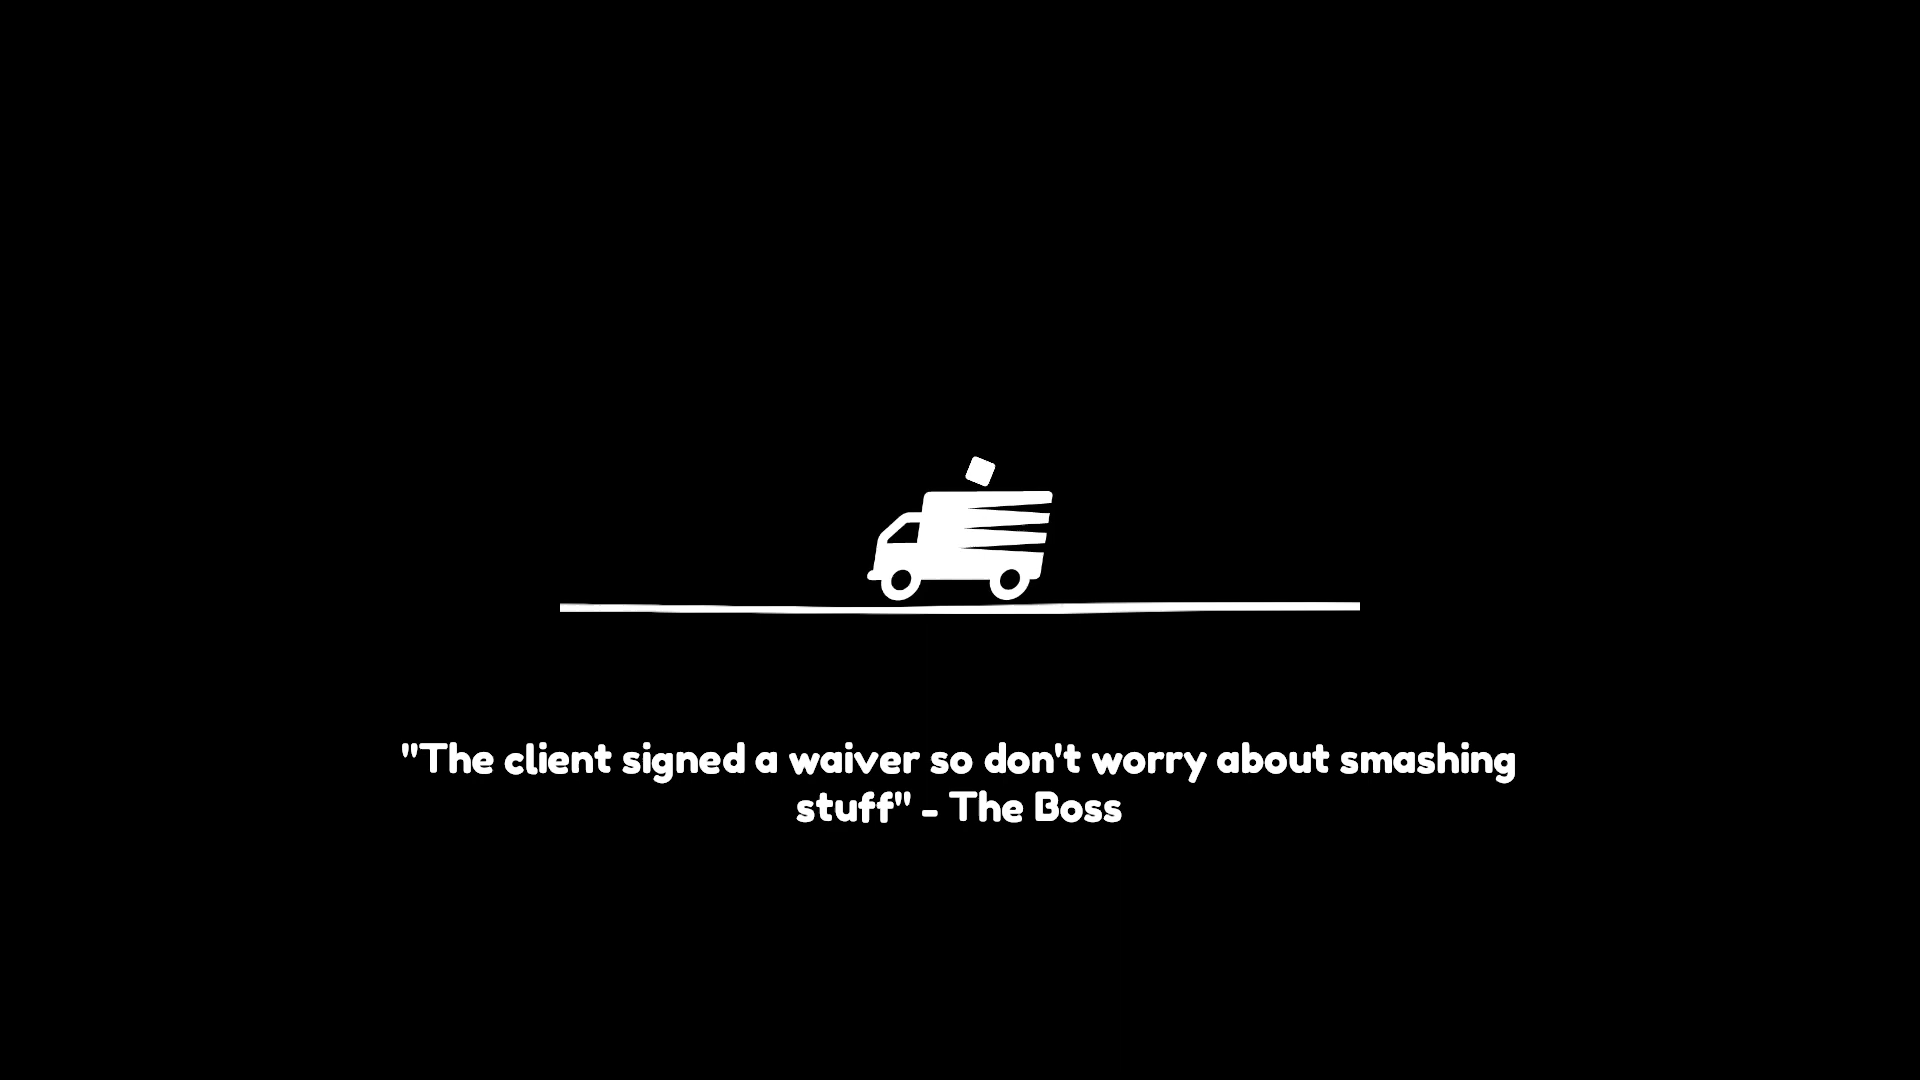 "The client signed a waiver so don't worry about smashing
stuff" - The Boss